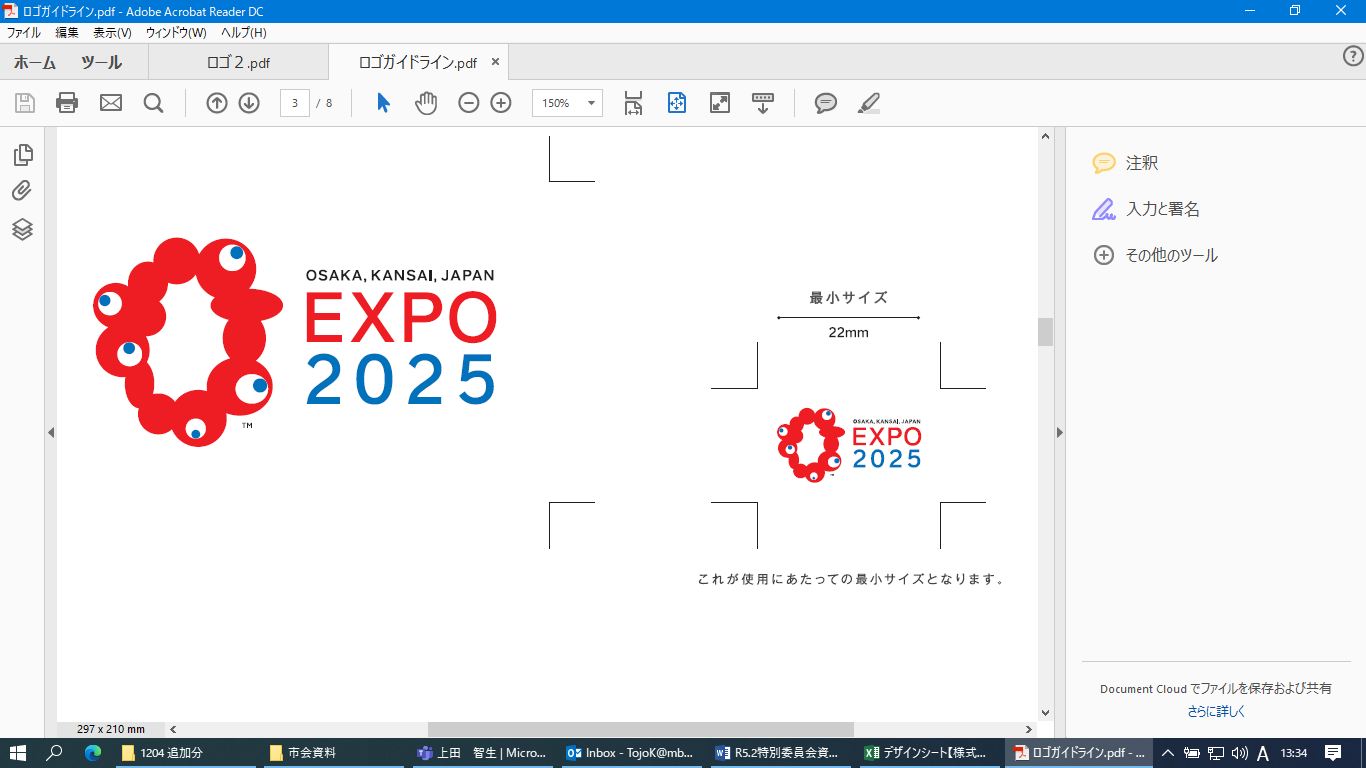 ロゴガイドライン.pdf - Adobe Acrobat Reader DC
ファイル 編集 表示(V) ウィンドウ(W) ヘルプ(H)
ホーム ツール ロゴ２.pdf ロゴガイドライン.pdf ×
3 / 8 150%
注釈
入力と署名
その他のツール
OSAKA, KANSAI, JAPAN
EXPO
2025
TM
最小サイズ
22mm
OSAKA, KANSAI, JAPAN
EXPO
2025
これが使用にあたっての最小サイズとなります。
Document Cloud でファイルを保存および共有
さらに詳しく
297 x 210 mm
1204 追加分 市会資料 上田　智生 | Micro... Inbox - TojoK@mb... R5.2特別委員会資... デザインシート【様式... ロゴガイドライン.pdf - ... A 13:34